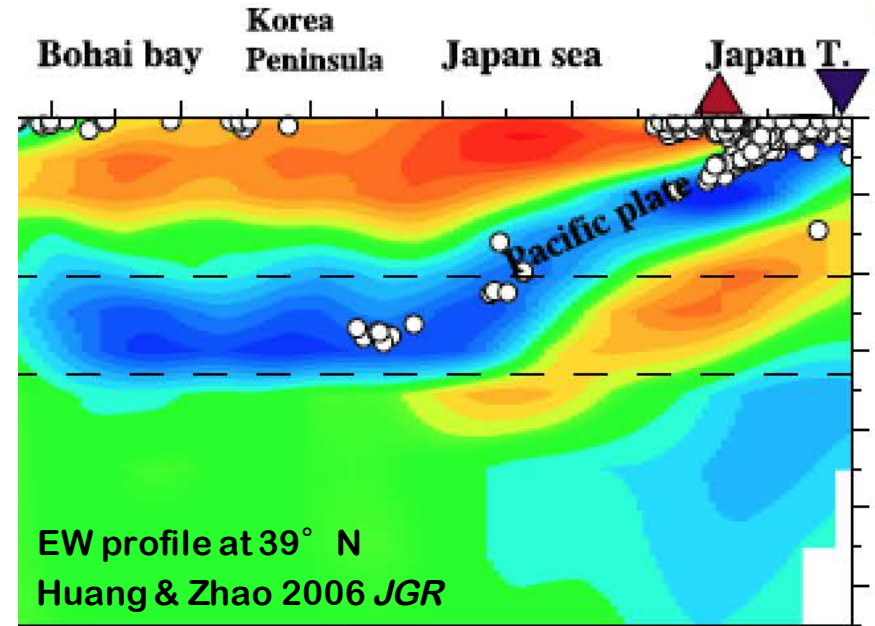 Bohai bay
Korea
Peninsula
Japan sea
Japan T.
Pacific plate
EW profile at 39° N
Huang & Zhao 2006 JGR